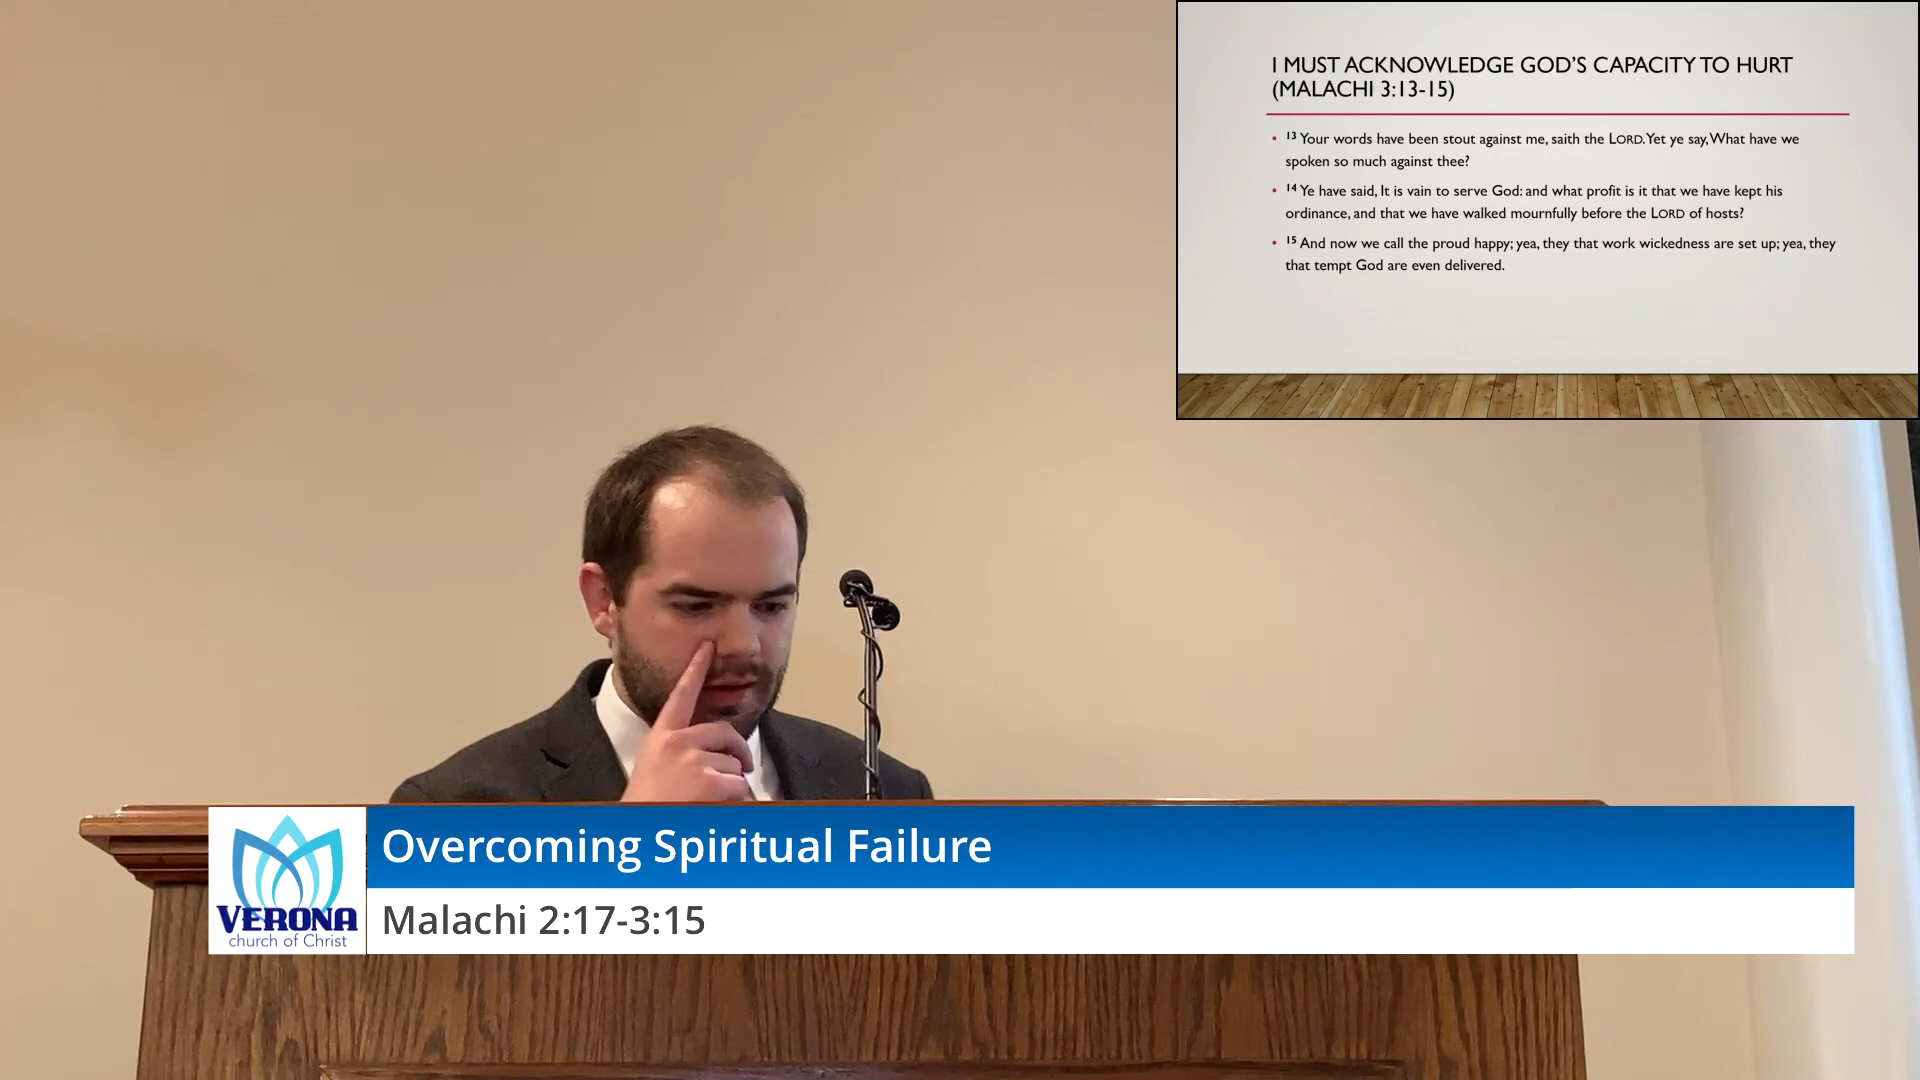 I MUST ACKNOWLEDGE GOD'S CAPACITY TO HURT
(MALACHI 3:13-15)
• 13 Your words have been stout against me, saith the LORD. Yet ye say, What have we
spoken so much against thee?
• 14 Ye have said, It is vain to serve God: and what profit is it that we have kept his
ordinance, and that we have walked mournfully before the LORD of hosts?
• 15 And now we call the proud happy; yea, they that work wickedness are set up; yea, they
that tempt God are even delivered.
Overcoming Spiritual Failure
Malachi 2:17-3:15
VERONA
church of Christ